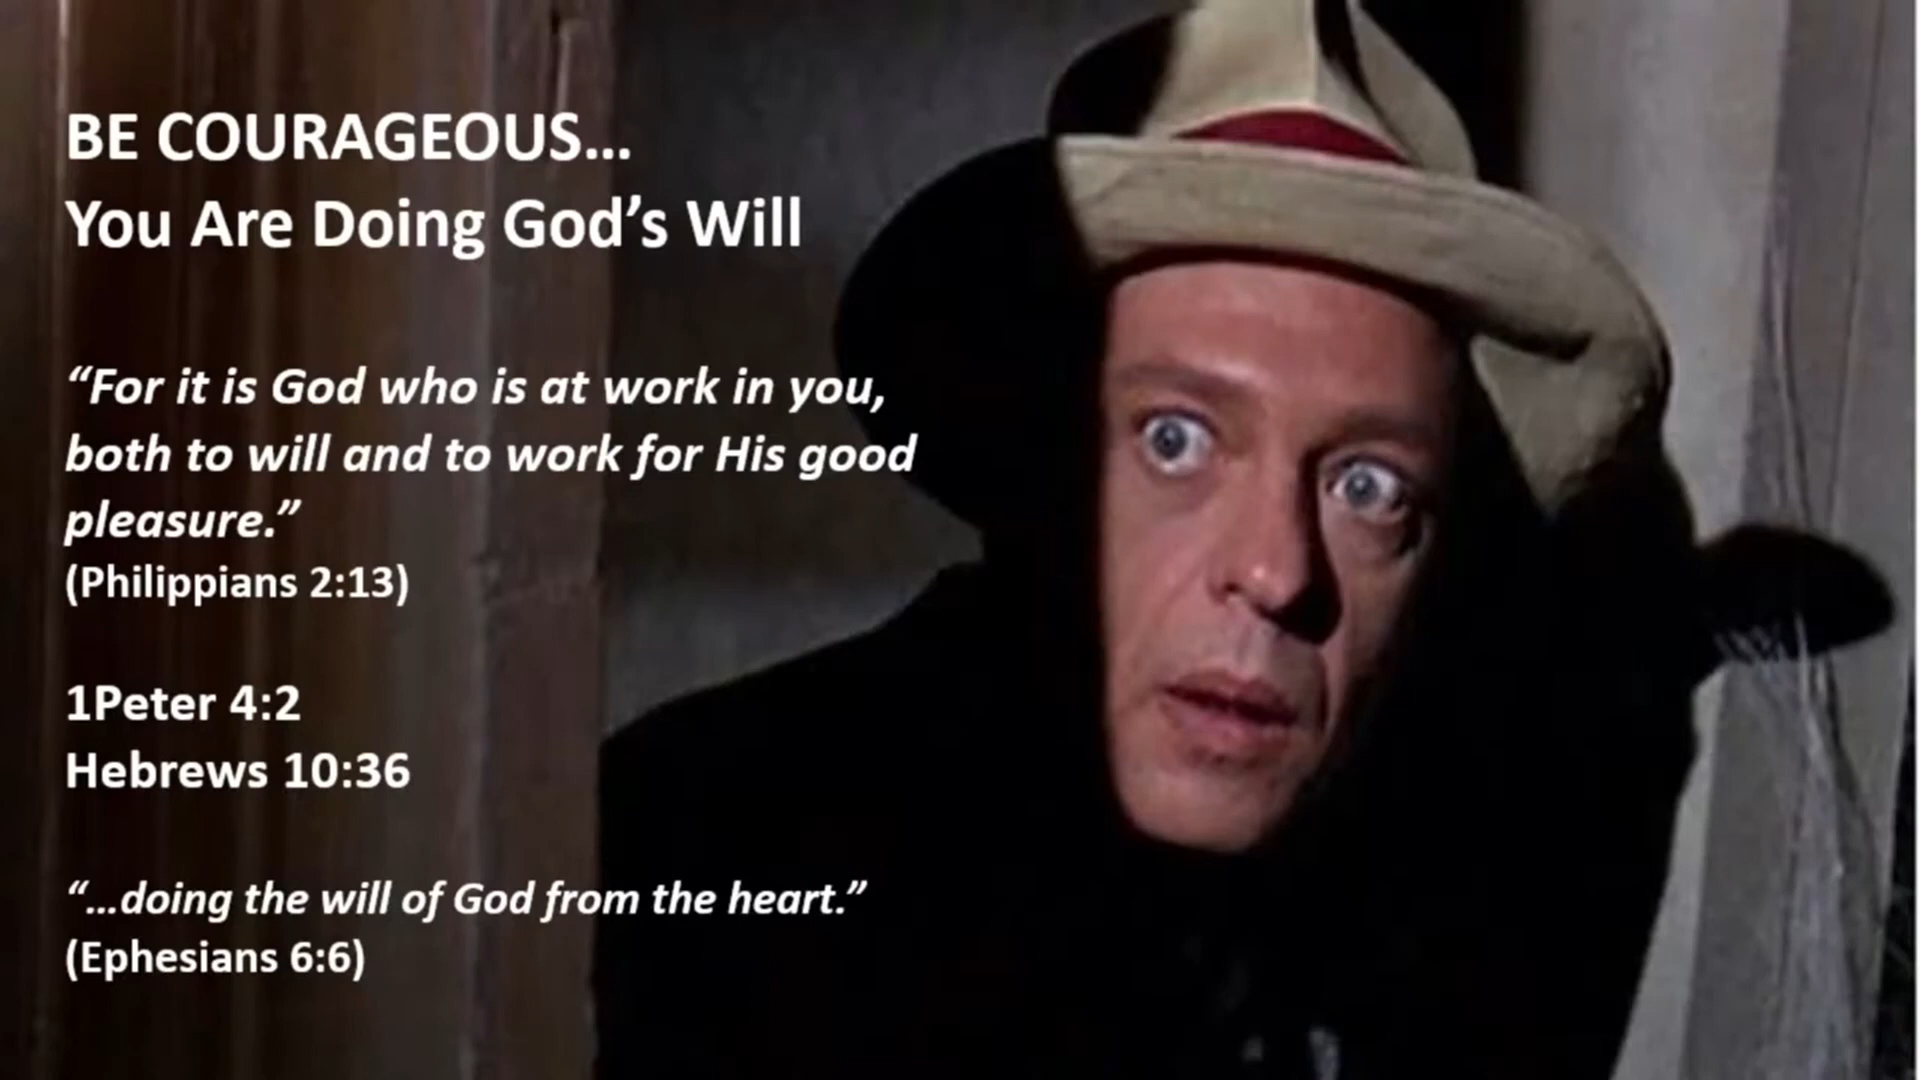 BE COURAGEOUS...
You Are Doing God’s Will
“For it is God who is at work in you,
both to will and to work for His good
pleasure.”
(Philippians 2:13)
1Peter 4:2
Hebrews 10:36
“...doing the will of God from the heart.”
(Ephesians 6:6)